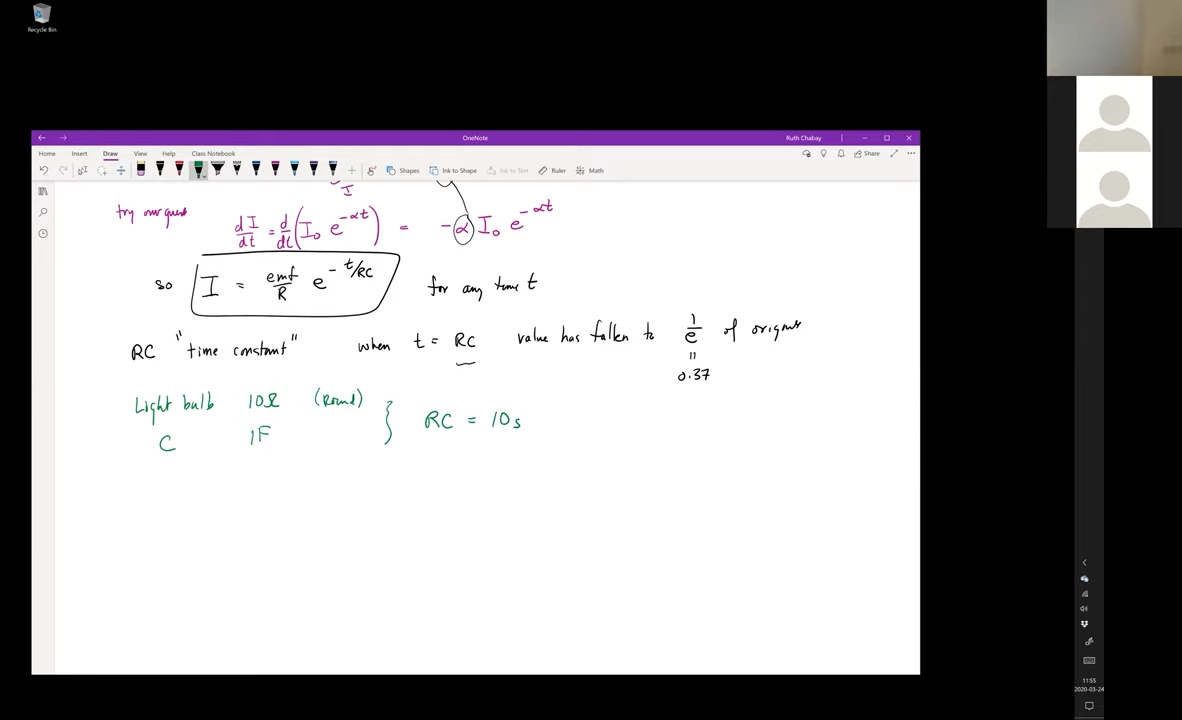 Recycle Bin
OneNote
Ruth Chabay
Home Insert Draw View Help Class Notebook
Share
Shapes Ink to Shape Ink to Text Ruler Math
I
try our guess
dI/dt = d/dt (I₀ e^-αt) = -α I₀ e^-αt
so I = emf/R e^-t/RC for any time t
RC "time constant" when t = RC value has fallen to 1/e of original
=
0.37
Light bulb 10Ω (Round)
C 1F
} RC = 10s
11:55
2020-03-24